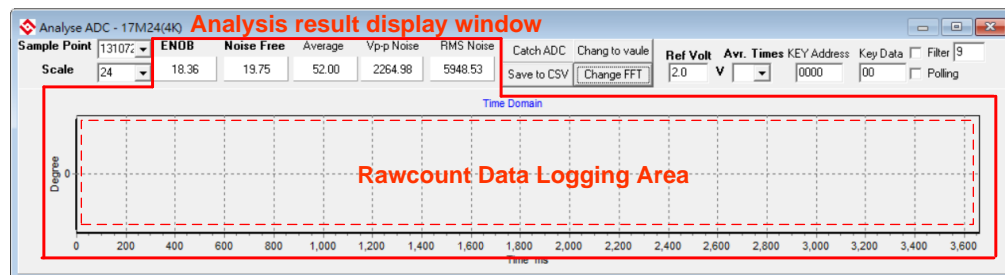 Analyse ADC - 17M24(4K) Analysis result display window
Sample Point 131072 ENOB Noise Free Average Vp-p Noise RMS Noise Catch ADC Chang to vaule Ref Volt Avr. Times KEY Address Key Data Filter 9
Scale 24 18.36 19.75 52.00 2264.98 5948.53 Save to CSV Change FFT 2.0 V 0000 00 Polling
Time Domain
Degree 0 Rawcount Data Logging Area
0 200 400 600 800 1,000 1,200 1,400 1,600 1,800 2,000 2,200 2,400 2,600 2,800 3,000 3,200 3,400 3,600
Time ms